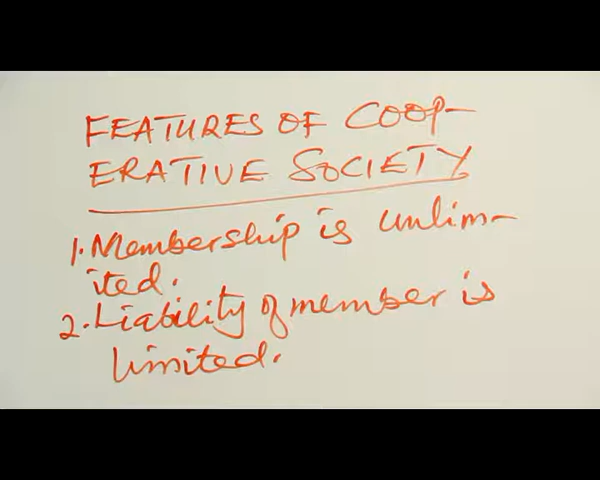 FEATURES OF COOP-
ERATIVE SOCIETY
1. Membership is unlim-
ited.
2. Liability of member is
limited.